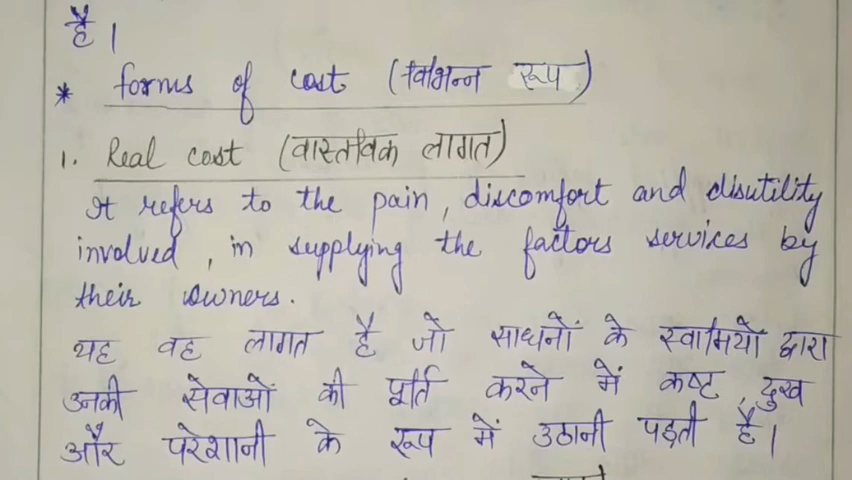 है।
* forms of cost (विभिन्न रूप)
1. Real cost (वास्तविक लागत)
It refers to the pain, discomfort and disutility
involved, in supplying the factors services by
their owners.
यह वह लागत है जो साधनों के स्वामियों द्वारा
उनकी सेवाओं की पूर्ति करने में कष्ट, दुख
और परेशानी के रूप में उठानी पड़ती है।